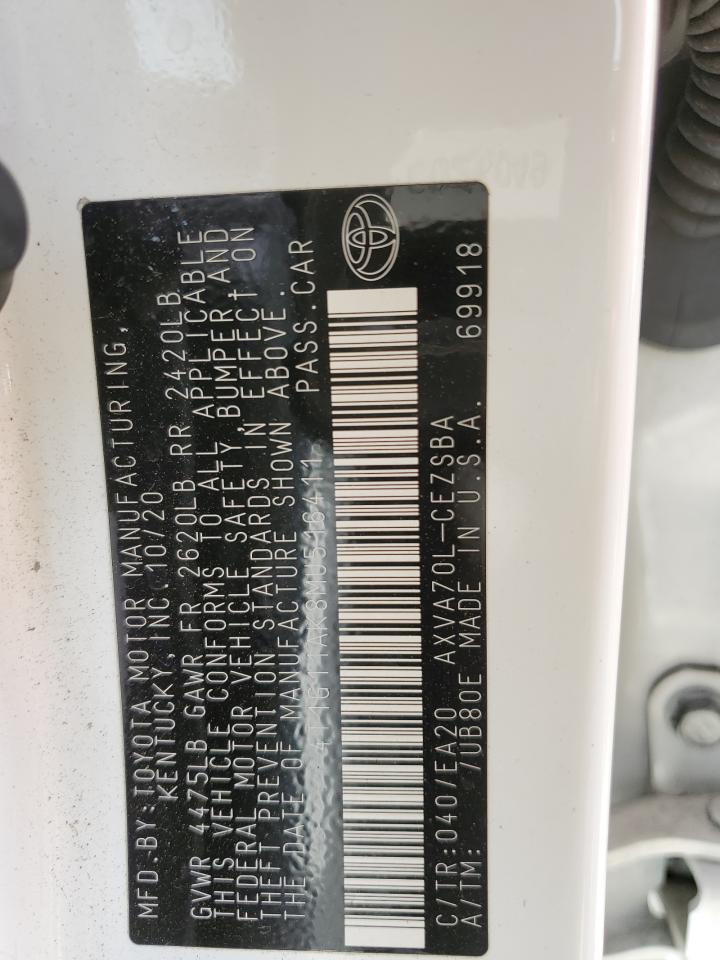 MFD.BY:TOYOTA MOTOR MANUFACTURING,
KENTUCKY, INC 10/20
GVWR 4475LB GAWR FR 2620LB RR 2420LB
THIS VEHICLE CONFORMS TO ALL APPLICABLE
FEDERAL MOTOR VEHICLE SAFETY,BUMPER,AND
THEFT PREVENTION STANDARDS IN EFFECT ON
THE DATE OF MANUFACTURE SHOWN ABOVE.
4T1G11AK8MU516411 PASS.CAR
C/TR:040/EA20 AXVA70L-CEZSBA
A/TM: /UB80E MADE IN U.S.A. 69918